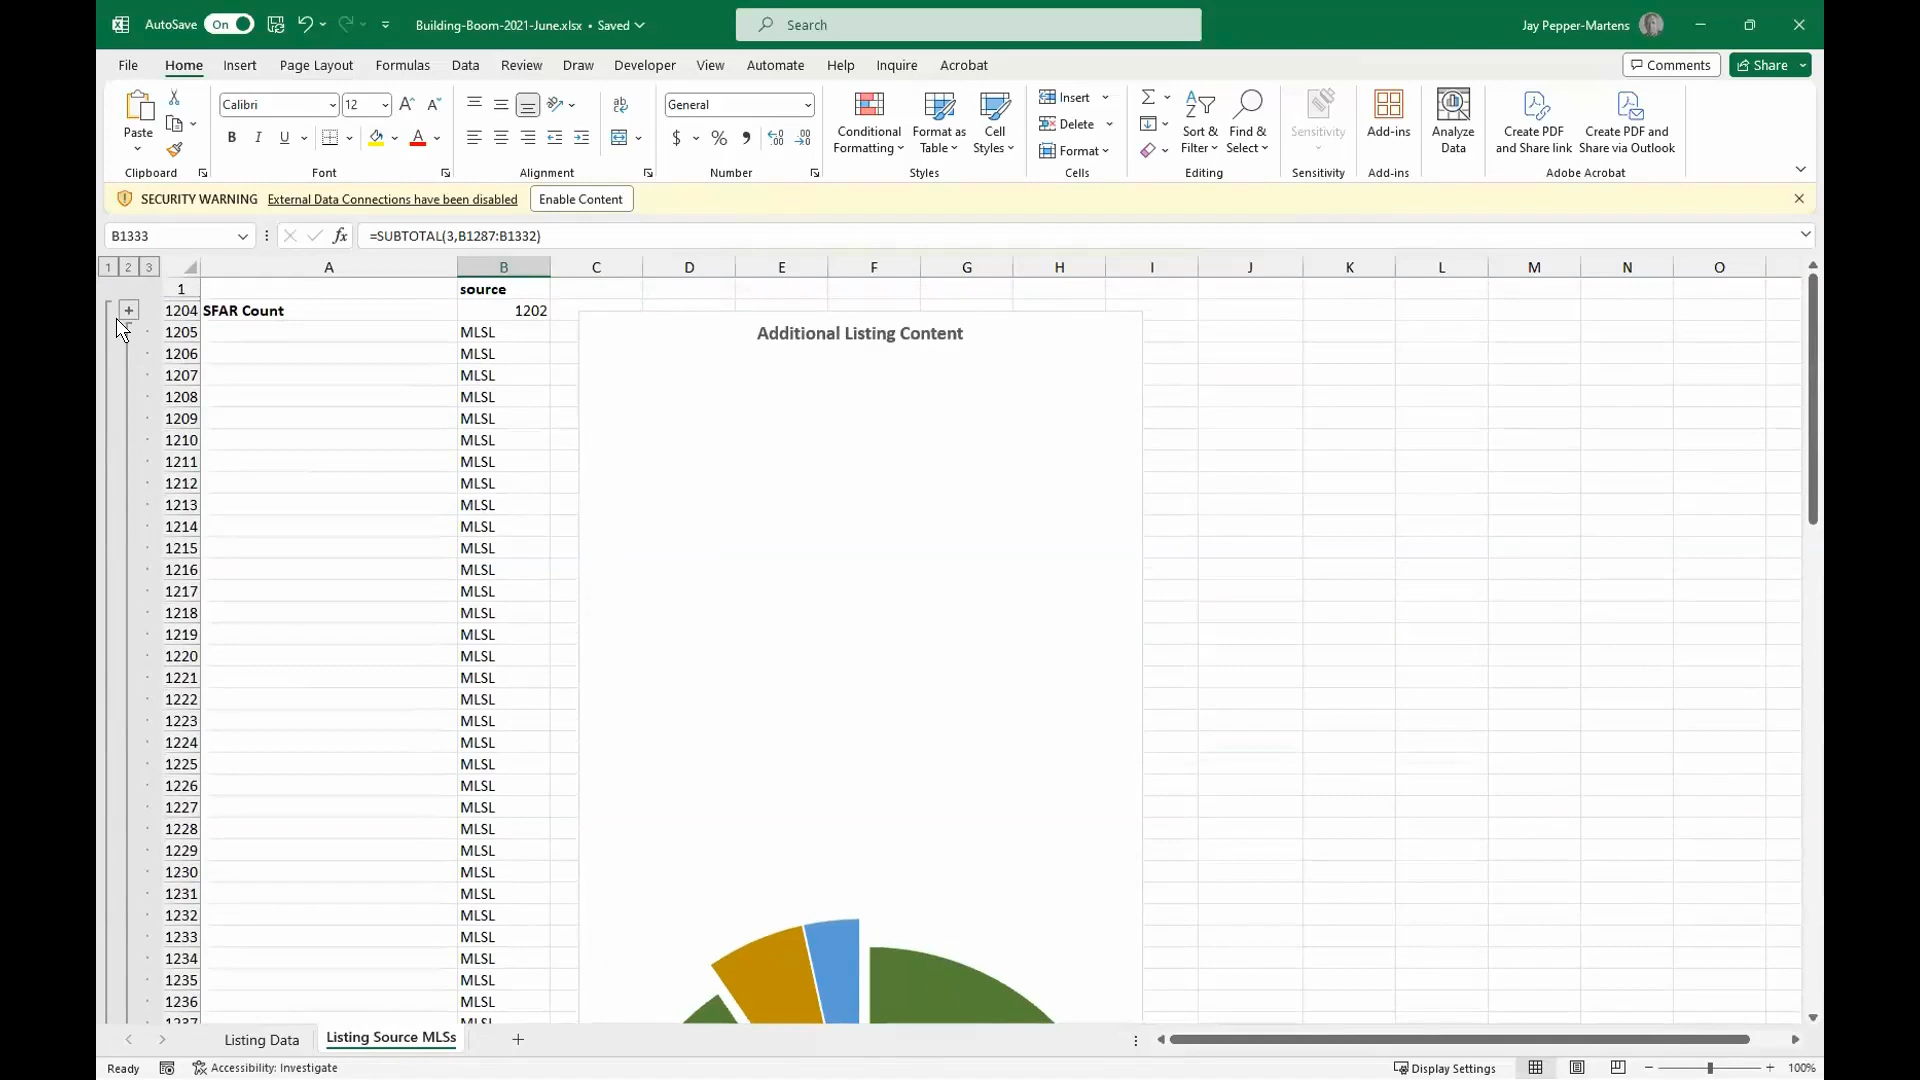 AutoSave On Building-Boom-2021-June.xlsx • Saved Search Jay Pepper-Martens
File Home Insert Page Layout Formulas Data Review Draw Developer View Automate Help Inquire Acrobat Comments Share
Paste Calibri 12 General Conditional Formatting Format as Table Cell Styles Insert Delete Format Sort & Filter Find & Select Sensitivity Add-ins Analyze Data Create PDF and Share link Create PDF and Share via Outlook
Clipboard Font Alignment Number Styles Cells Editing Sensitivity Add-ins Adobe Acrobat
SECURITY WARNING External Data Connections have been disabled Enable Content
B1333 fx =SUBTOTAL(3,B1287:B1332)
1 2 3 A B C D E F G H I J K L M N O
1 source
1204 SFAR Count 1202
Additional Listing Content
1205 MLSL
1206 MLSL
1207 MLSL
1208 MLSL
1209 MLSL
1210 MLSL
1211 MLSL
1212 MLSL
1213 MLSL
1214 MLSL
1215 MLSL
1216 MLSL
1217 MLSL
1218 MLSL
1219 MLSL
1220 MLSL
1221 MLSL
1222 MLSL
1223 MLSL
1224 MLSL
1225 MLSL
1226 MLSL
1227 MLSL
1228 MLSL
1229 MLSL
1230 MLSL
1231 MLSL
1232 MLSL
1233 MLSL
1234 MLSL
1235 MLSL
1236 MLSL
1237 MLSL
Listing Data Listing Source MLSs
Ready Accessibility: Investigate Display Settings 100%